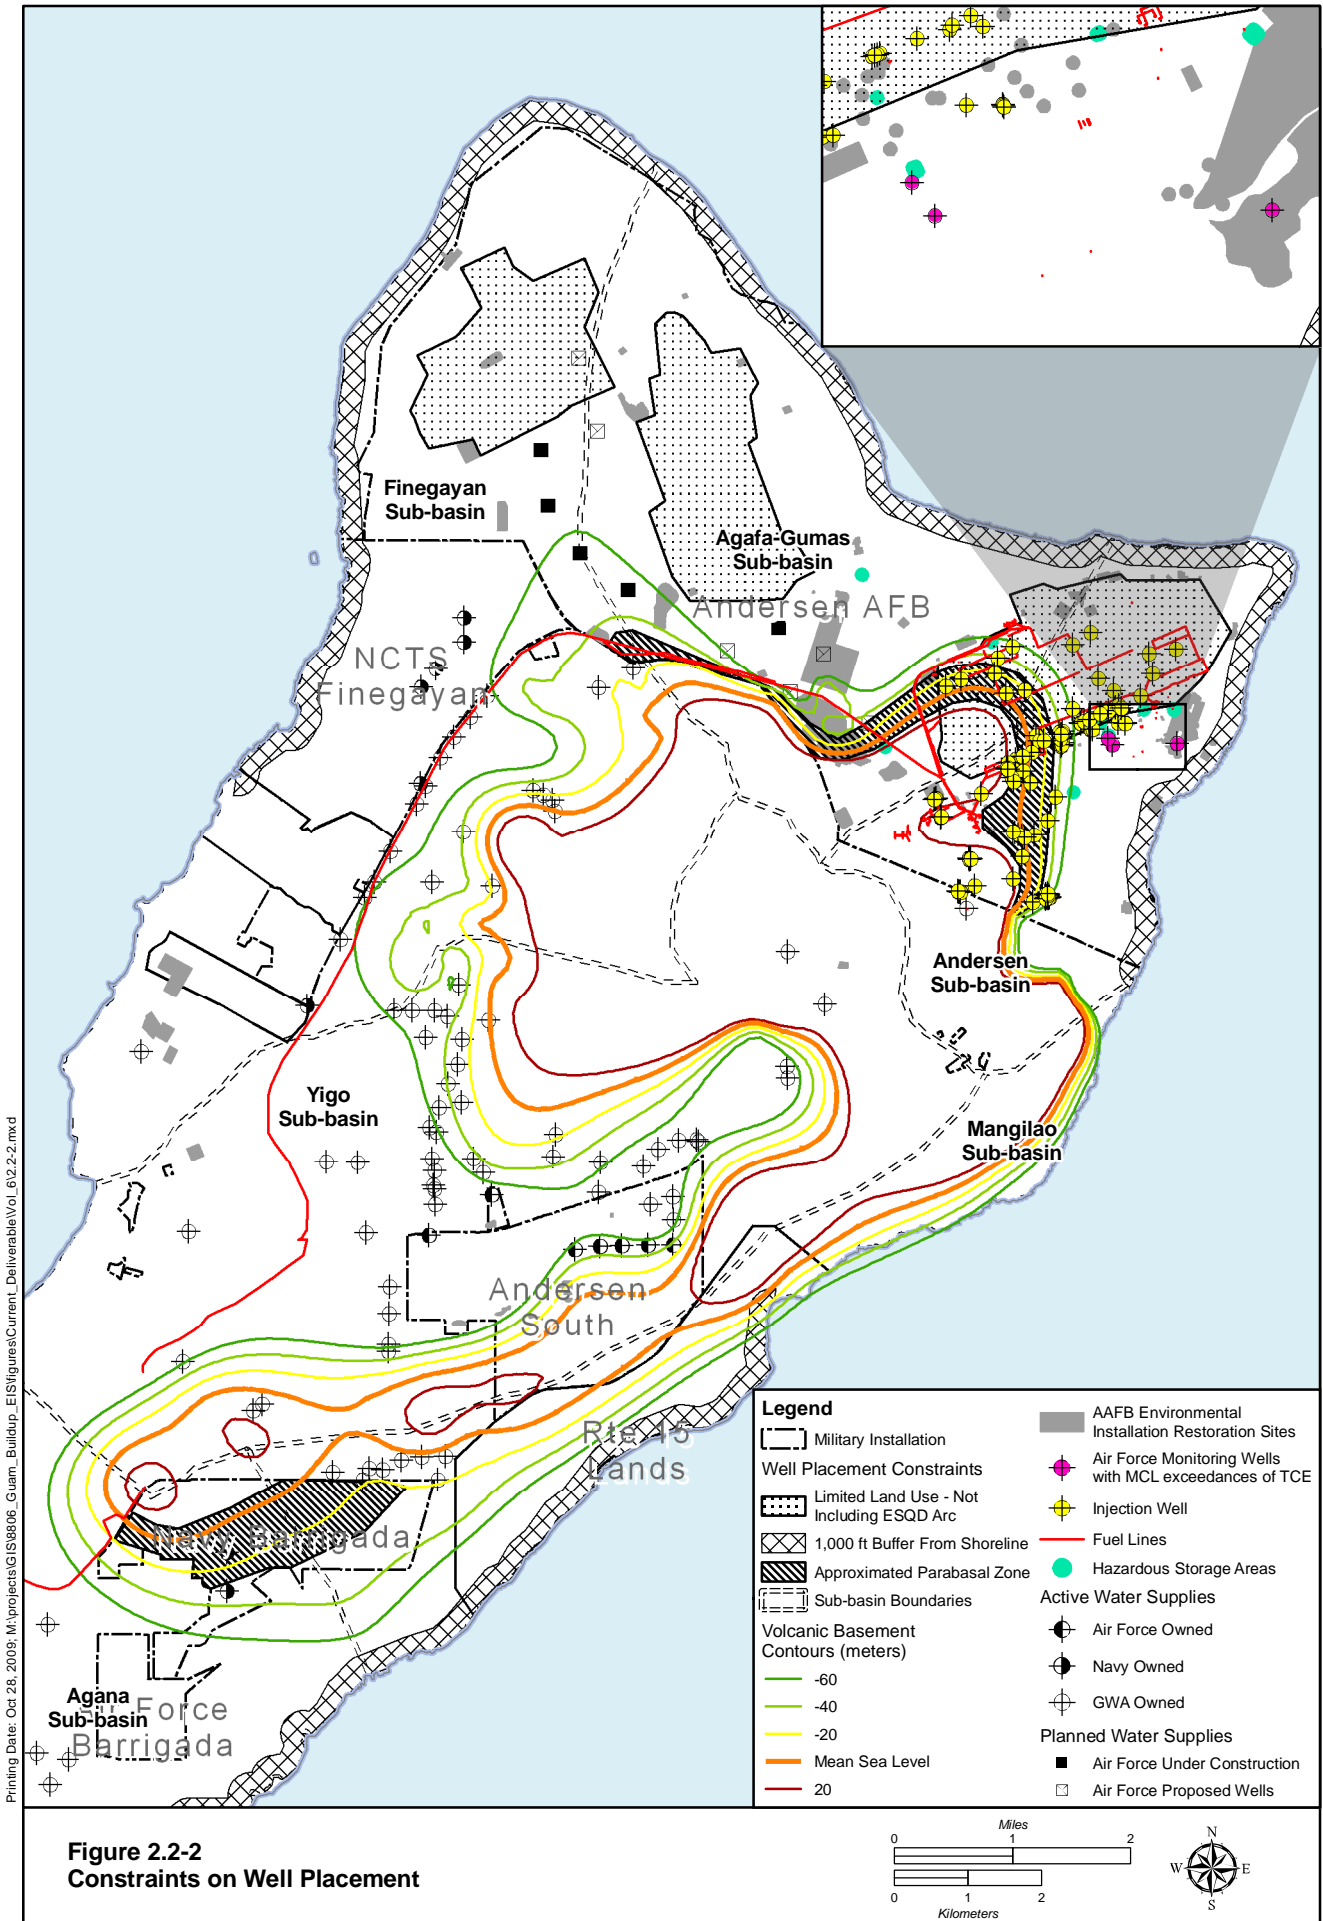 Finegayan
Sub-basin
Agafa-Gumas
Sub-basin
Andersen AFB
NCTS
Finegayan
Andersen
Sub-basin
Yigo
Sub-basin
Mangilao
Sub-basin
Andersen
South
Rte 15
Lands
Navy Barrigada
Agana
Sub-basin
Air Force
Barrigada
Legend
Military Installation
Well Placement Constraints
Limited Land Use - Not
Including ESQD Arc
1,000 ft Buffer From Shoreline
Approximated Parabasal Zone
Sub-basin Boundaries
Volcanic Basement
Contours (meters)
-60
-40
-20
Mean Sea Level
20
AAFB Environmental
Installation Restoration Sites
Air Force Monitoring Wells
with MCL exceedances of TCE
Injection Well
Fuel Lines
Hazardous Storage Areas
Active Water Supplies
Air Force Owned
Navy Owned
GWA Owned
Planned Water Supplies
Air Force Under Construction
Air Force Proposed Wells
Printing Date: Oct 28, 2009; M:\projects\GIS\8806_Guam_Buildup_EIS\figures\Current_Deliverable\Vol_6\2.2-2.mxd
Figure 2.2-2
Constraints on Well Placement
Miles
0 1 2
0 1 2
Kilometers
N
W E
S